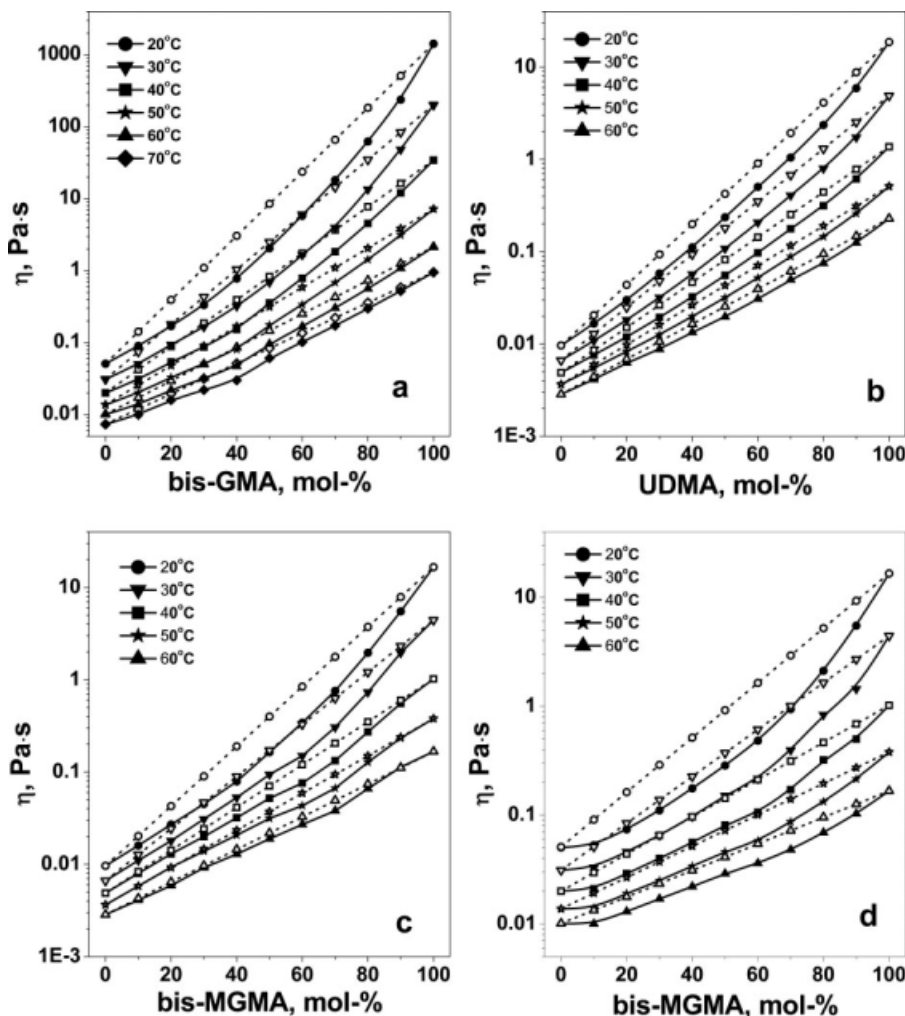 1000
100
10
1
0.1
0.01
η, Pa·s
20°C
30°C
40°C
50°C
60°C
70°C
a
0 20 40 60 80 100
bis-GMA, mol-%
10
1
0.1
0.01
1E-3
η, Pa·s
20°C
30°C
40°C
50°C
60°C
b
0 20 40 60 80 100
UDMA, mol-%
10
1
0.1
0.01
1E-3
η, Pa·s
20°C
30°C
40°C
50°C
60°C
c
0 20 40 60 80 100
bis-MGMA, mol-%
10
1
0.1
0.01
η, Pa·s
20°C
30°C
40°C
50°C
60°C
d
0 20 40 60 80 100
bis-MGMA, mol-%